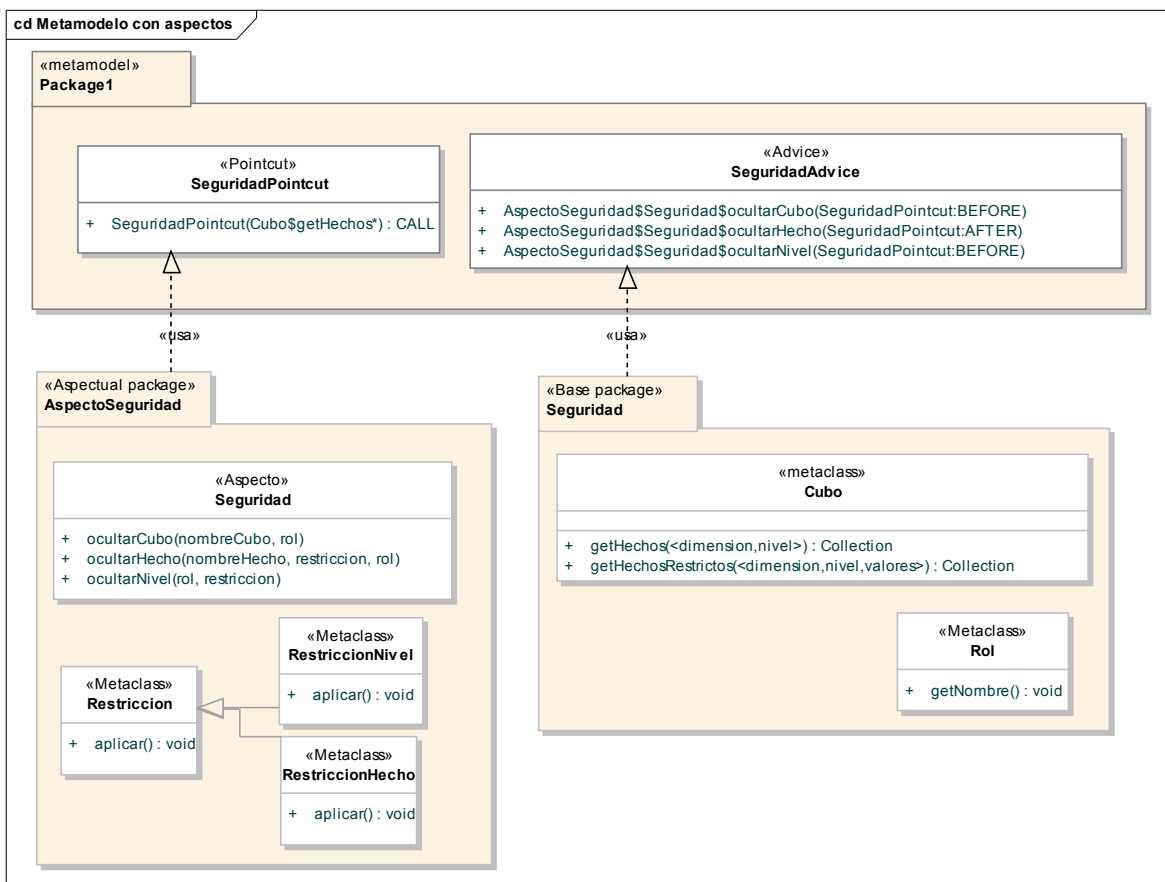 cd Metamodelo con aspectos
«metamodel»
Package1
«Pointcut»
SeguridadPointcut
+ SeguridadPointcut(Cubo$getHechos*) : CALL
«Advice»
SeguridadAdvice
+ AspectoSeguridad$Seguridad$ocultarCubo(SeguridadPointcut:BEFORE)
+ AspectoSeguridad$Seguridad$ocultarHecho(SeguridadPointcut:AFTER)
+ AspectoSeguridad$Seguridad$ocultarNivel(SeguridadPointcut:BEFORE)
«usa»
«usa»
«Aspectual package»
AspectoSeguridad
«Aspecto»
Seguridad
+ ocultarCubo(nombreCubo, rol)
+ ocultarHecho(nombreHecho, restriccion, rol)
+ ocultarNivel(rol, restriccion)
«Metaclass»
RestriccionNivel
+ aplicar() : void
«Metaclass»
Restriccion
+ aplicar() : void
«Metaclass»
RestriccionHecho
+ aplicar() : void
«Base package»
Seguridad
«metaclass»
Cubo
+ getHechos(<dimension,nivel>) : Collection
+ getHechosRestrictos(<dimension,nivel,valores>) : Collection
«Metaclass»
Rol
+ getNombre() : void